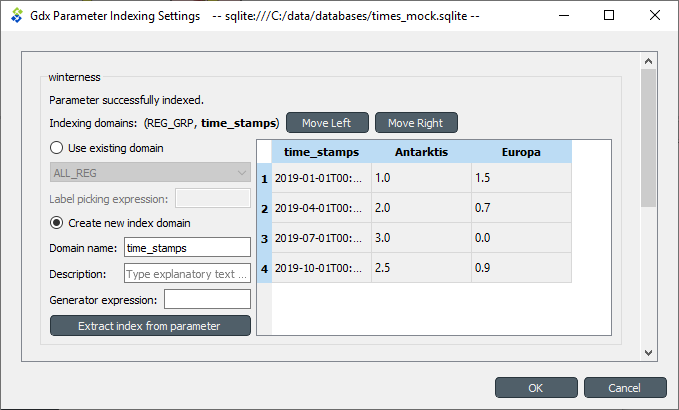 Gdx Parameter Indexing Settings -- sqlite:///C:/data/databases/times_mock.sqlite --
winterness
Parameter successfully indexed.
Indexing domains: (REG_GRP, time_stamps) Move Left Move Right
Use existing domain
ALL_REG
Label picking expression:
Create new index domain
Domain name: time_stamps
Description: Type explanatory text ...
Generator expression:
Extract index from parameter
time_stamps Antarktis Europa
1 2019-01-01T00:... 1.0 1.5
2 2019-04-01T00:... 2.0 0.7
3 2019-07-01T00:... 3.0 0.0
4 2019-10-01T00:... 2.5 0.9
OK Cancel